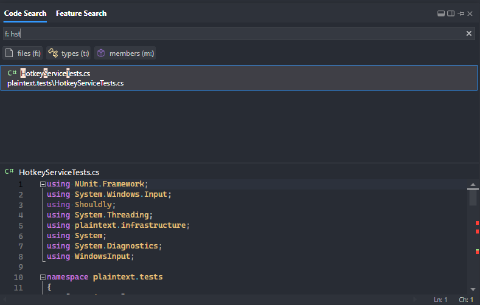 Code Search Feature Search
f: hst
files (f:) types (t:) members (m:)
C# HotkeyServiceTests.cs
plaintext.tests\HotkeyServiceTests.cs
C# HotkeyServiceTests.cs
1 using NUnit.Framework;
2 using System.Windows.Input;
3 using Shouldly;
4 using System.Threading;
5 using plaintext.infrastructure;
6 using System;
7 using System.Diagnostics;
8 using WindowsInput;
9
10 namespace plaintext.tests
11 {
Ln: 1 Ch: 1